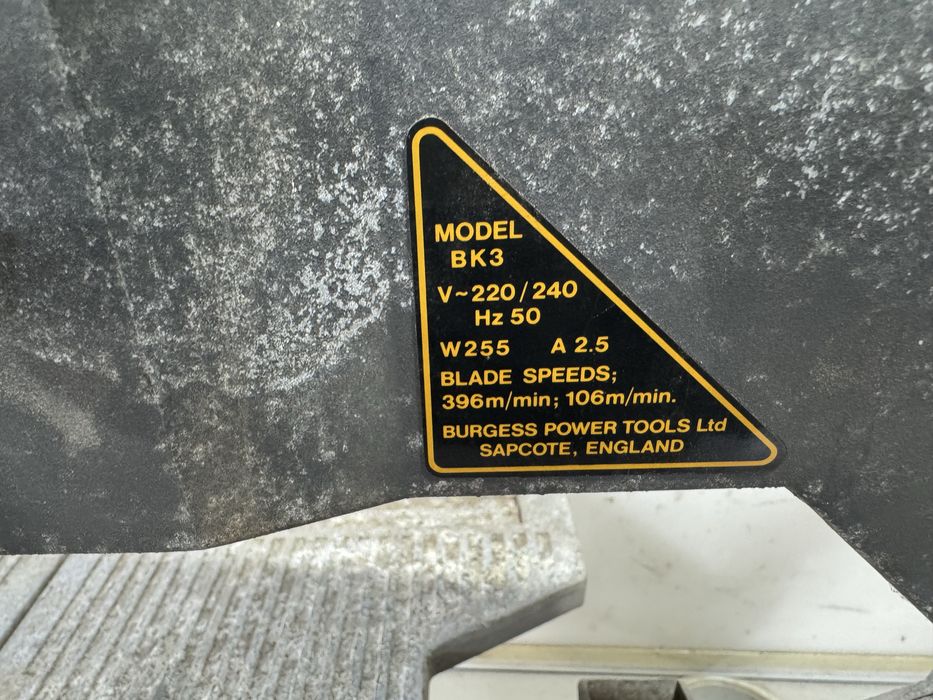 MODEL
BK3
V~220/240
Hz 50
W255 A 2.5
BLADE SPEEDS;
396m/min; 106m/min.
BURGESS POWER TOOLS Ltd
SAPCOTE, ENGLAND